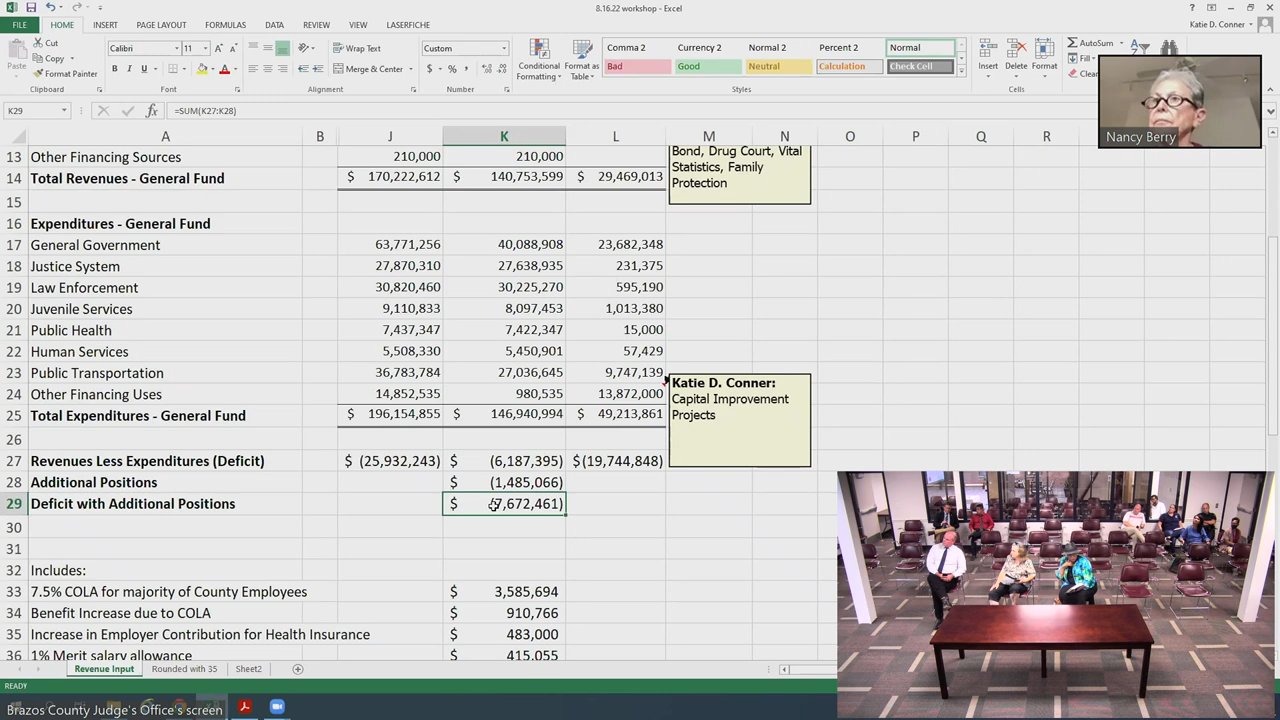 8.16.22 workshop - Excel
Katie D. Conner
FILE HOME INSERT PAGE LAYOUT FORMULAS DATA REVIEW VIEW LASERFICHE
Paste
Cut
Copy
Format Painter
Clipboard
Calibri 11
B I U
Font
Wrap Text
Merge & Center
Alignment
Custom
$ % ,
Number
Conditional Formatting
Format as Table
Comma 2 Currency 2 Normal 2 Percent 2 Normal
Bad Good Neutral Calculation Check Cell
Styles
Insert Delete Format
Cells
AutoSum
Fill
Nancy Berry
K29 fx =SUM(K27:K28)
A B J K L M N O P Q R
13 Other Financing Sources 210,000 210,000
14 Total Revenues - General Fund $ 170,222,612 $ 140,753,599 $ 29,469,013
Bond, Drug Court, Vital
Statistics, Family
Protection
15
16 Expenditures - General Fund
17 General Government 63,771,256 40,088,908 23,682,348
18 Justice System 27,870,310 27,638,935 231,375
19 Law Enforcement 30,820,460 30,225,270 595,190
20 Juvenile Services 9,110,833 8,097,453 1,013,380
21 Public Health 7,437,347 7,422,347 15,000
22 Human Services 5,508,330 5,450,901 57,429
23 Public Transportation 36,783,784 27,036,645 9,747,139
24 Other Financing Uses 14,852,535 980,535 13,872,000
25 Total Expenditures - General Fund $ 196,154,855 $ 146,940,994 $ 49,213,861
Katie D. Conner:
Capital Improvement
Projects
26
27 Revenues Less Expenditures (Deficit) $ (25,932,243) $ (6,187,395) $ (19,744,848)
28 Additional Positions $ (1,485,066)
29 Deficit with Additional Positions $ 7,672,461)
30
31
32 Includes:
33 7.5% COLA for majority of County Employees $ 3,585,694
34 Benefit Increase due to COLA $ 910,766
35 Increase in Employer Contribution for Health Insurance $ 483,000
36 1% Merit salary allowance $ 415,055
Revenue Input Rounded with 35 Sheet2
READY
Brazos County Judge's Office's screen